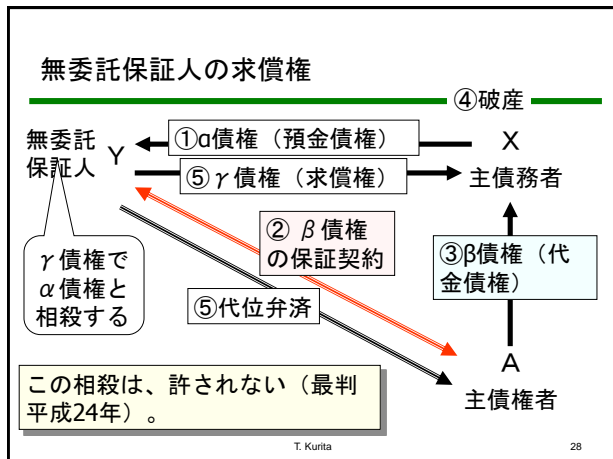 無委託保証人の求償権
④破産
無委託
保証人
Y
①α債権（預金債権）
X
⑤γ債権（求償権）
主債務者
γ債権で
α債権と
相殺する
② β債権
の保証契約
③β債権（代
金債権）
⑤代位弁済
A
主債権者
この相殺は、許されない（最判
平成24年）。
T. Kurita
28